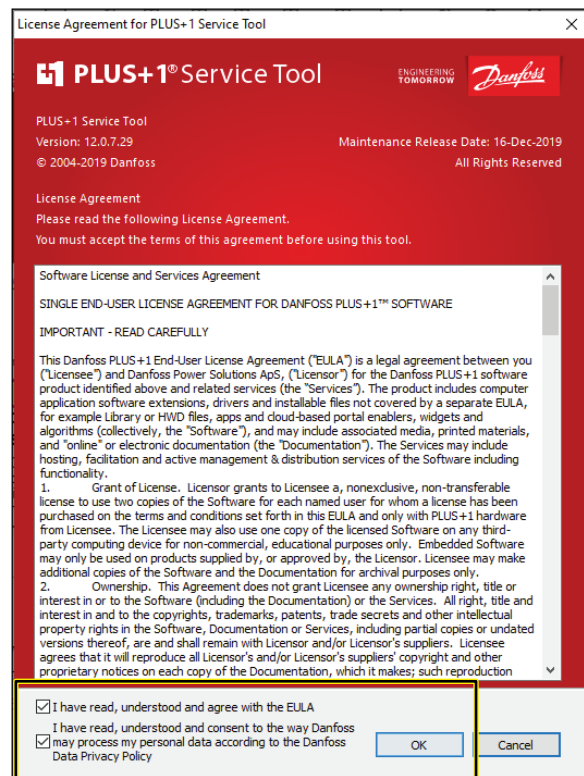 License Agreement for PLUS+1 Service Tool
PLUS+1® Service Tool
ENGINEERING
TOMORROW
Danfoss
PLUS+1 Service Tool
Version: 12.0.7.29
Maintenance Release Date: 16-Dec-2019
© 2004-2019 Danfoss
All Rights Reserved
License Agreement
Please read the following License Agreement.
You must accept the terms of this agreement before using this tool.
Software License and Services Agreement
SINGLE END-USER LICENSE AGREEMENT FOR DANFOSS PLUS+1™ SOFTWARE
IMPORTANT - READ CAREFULLY
This Danfoss PLUS+1 End-User License Agreement ("EULA") is a legal agreement between you
("Licensee") and Danfoss Power Solutions ApS, ("Licensor") for the Danfoss PLUS+1 software
product identified above and related services (the "Services"). The product includes computer
application software extensions, drivers and installable files not covered by a separate EULA,
for example Library or HWD files, apps and cloud-based portal enablers, widgets and
algorithms (collectively, the "Software"), and may include associated media, printed materials,
and "online" or electronic documentation (the "Documentation"). The Services may include
hosting, facilitation and active management & distribution services of the Software including
functionality.
1. Grant of License. Licensor grants to Licensee a, nonexclusive, non-transferable
license to use two copies of the Software for each named user for whom a license has been
purchased on the terms and conditions set forth in this EULA and only with PLUS+1 hardware
from Licensee. The Licensee may also use one copy of the licensed Software on any third-
party computing device for non-commercial, educational purposes only. Embedded Software
may only be used on products supplied by, or approved by, the Licensor. Licensee may make
additional copies of the Software and the Documentation for archival purposes only.
2. Ownership. This Agreement does not grant Licensee any ownership right, title or
interest in or to the Software (including the Documentation) or the Services. All right, title and
interest in and to the copyrights, trademarks, patents, trade secrets and other intellectual
property rights in the Software, Documentation or Services, including partial copies or undated
versions thereof, are and shall remain with Licensor and/or Licensor's suppliers. Licensee
agrees that it will reproduce all Licensor's and/or Licensor's suppliers' copyright and other
proprietary notices on each copy of the Documentation, which it makes; such reproduction
I have read, understood and agree with the EULA
I have read, understood and consent to the way Danfoss
may process my personal data according to the Danfoss
Data Privacy Policy
OK
Cancel